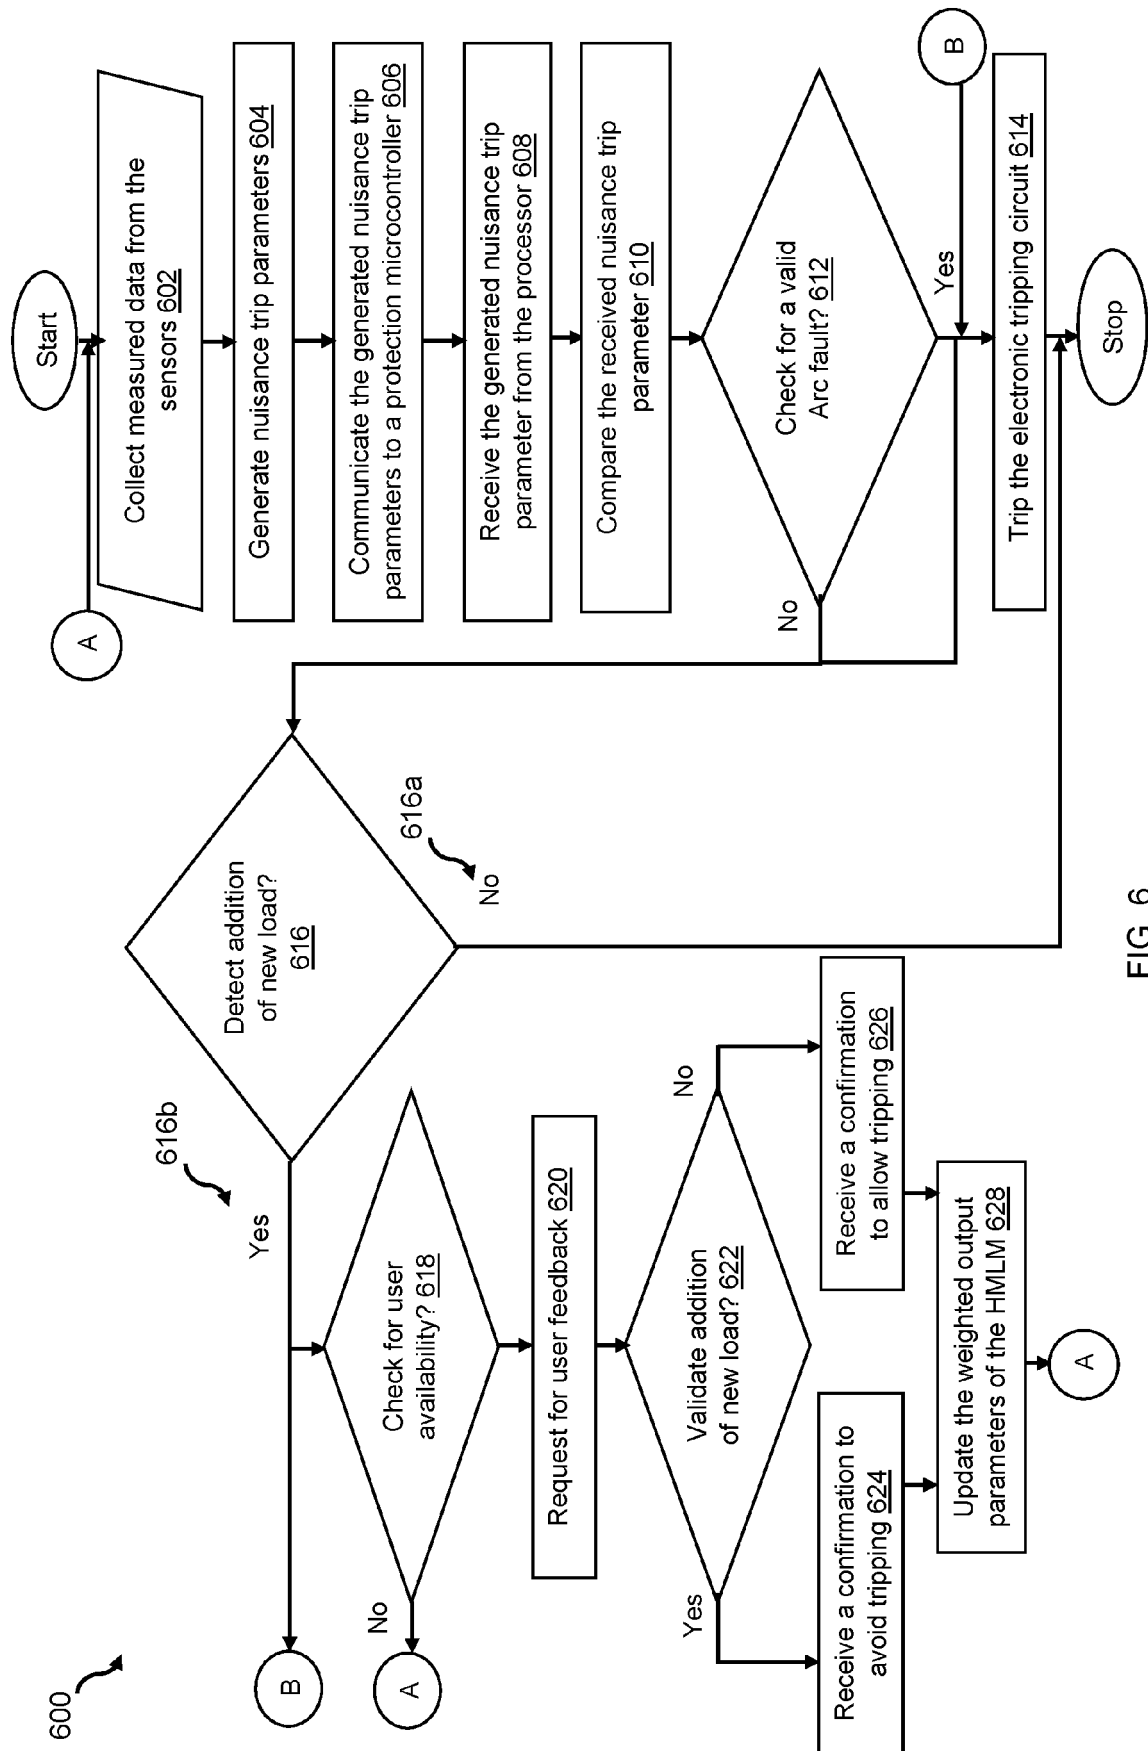 600
Start
A
Collect measured data from the
sensors 602
Generate nuisance trip parameters 604
Communicate the generated nuisance trip
parameters to a protection microcontroller 606
Receive the generated nuisance trip
parameter from the processor 608
Compare the received nuisance trip
parameter 610
Check for a valid
Arc fault? 612
No
Yes
B
Trip the electronic tripping circuit 614
Stop
Detect addition
of new load?
616
616a
No
616b
Yes
B
Check for user
availability? 618
No
A
Request for user feedback 620
Validate addition
of new load? 622
Yes
No
Receive a confirmation to
avoid tripping 624
Receive a confirmation
to allow tripping 626
Update the weighted output
parameters of the HMLM 628
A
FIG. 6